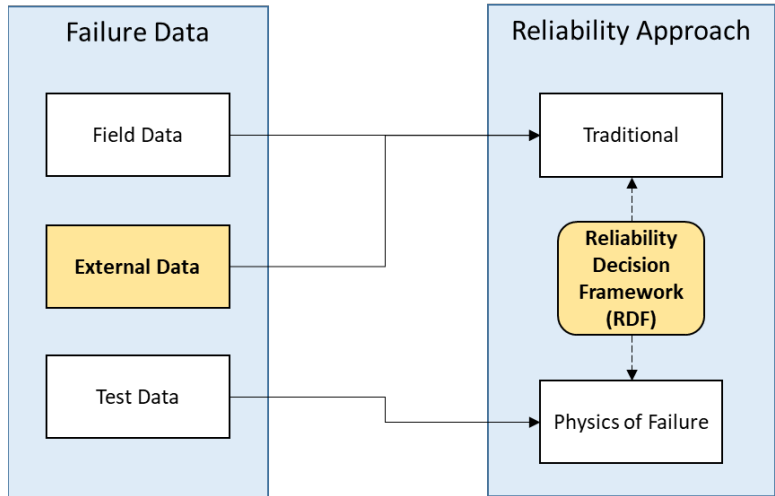 Failure Data
Field Data
External Data
Test Data
Reliability Approach
Traditional
Reliability
Decision
Framework
(RDF)
Physics of Failure